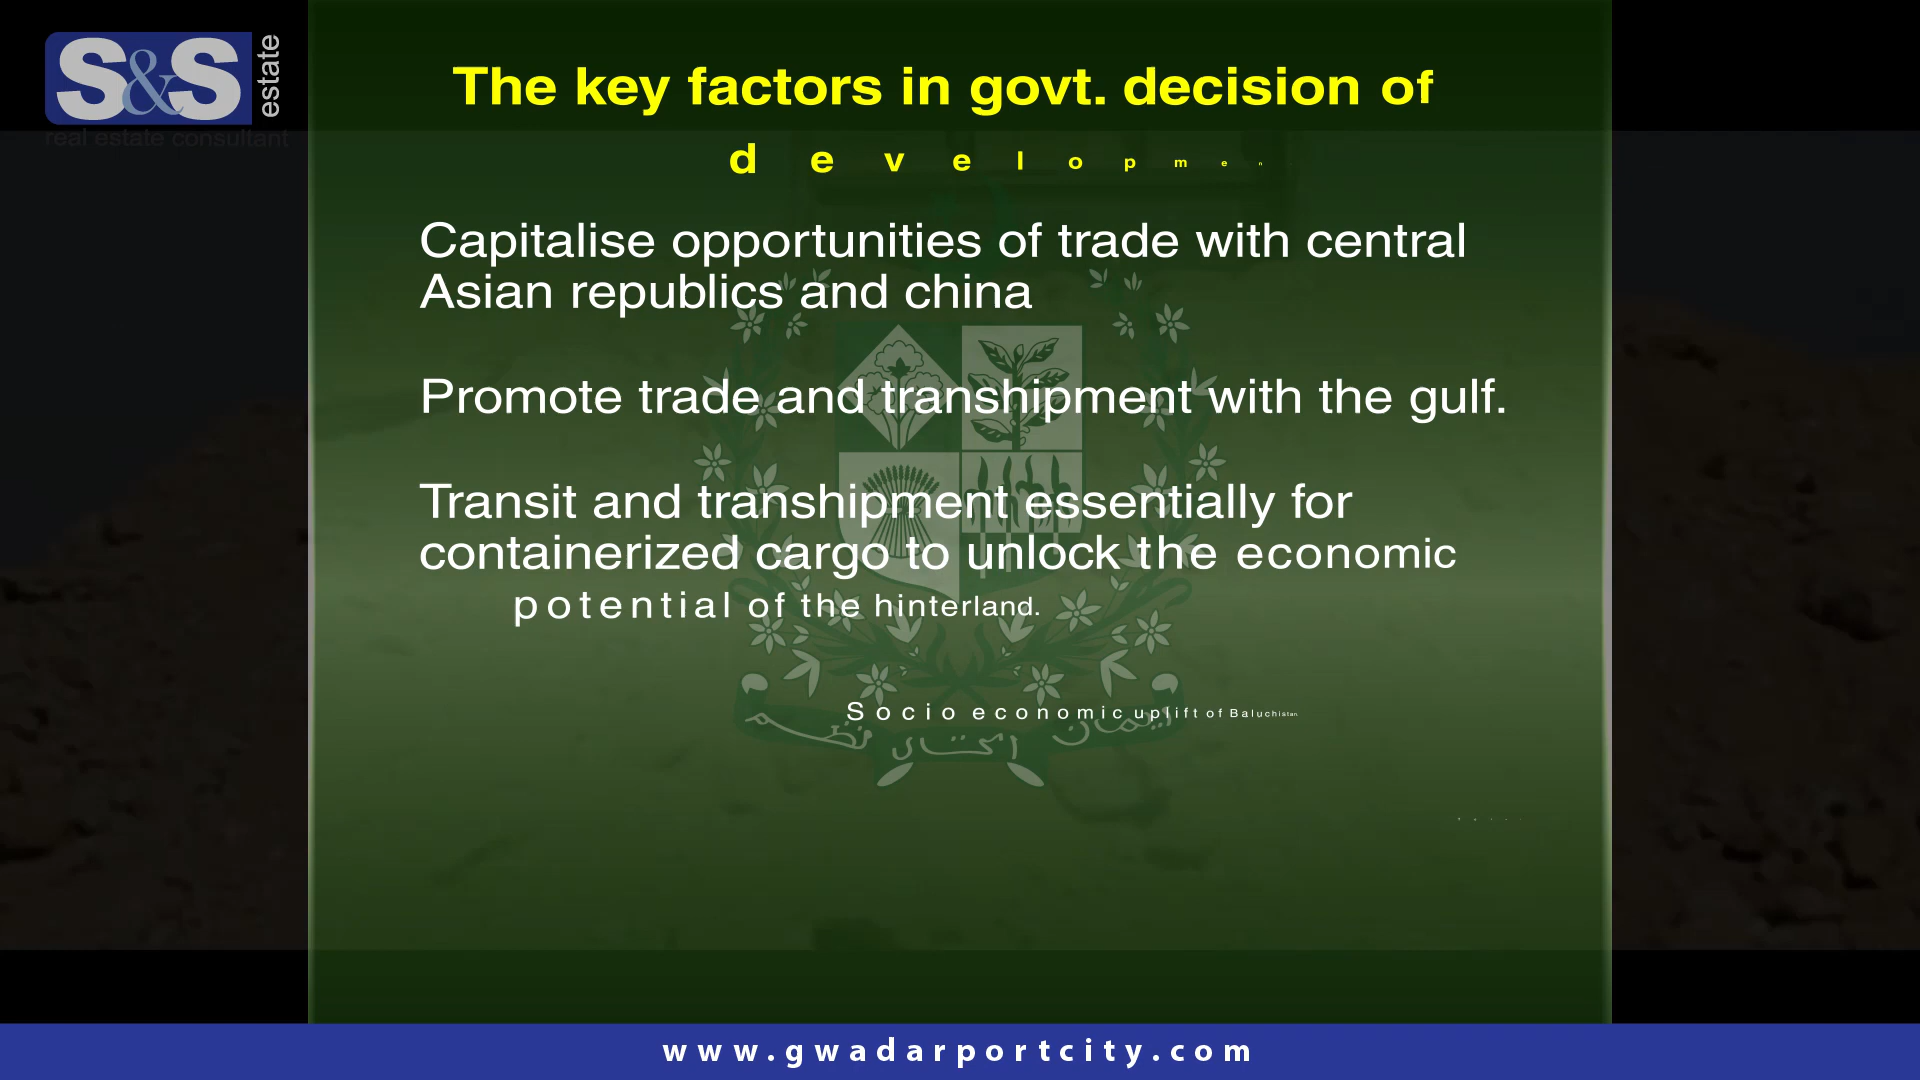 S&S estate
real estate consultant
The key factors in govt. decision of
developmen
Capitalise opportunities of trade with central
Asian republics and china
Promote trade and transhipment with the gulf.
Transit and transhipment essentially for
containerized cargo to unlock the economic
potential of the hinterland.
Socio economic uplift of Baluchistan
www.gwadarportcity.com